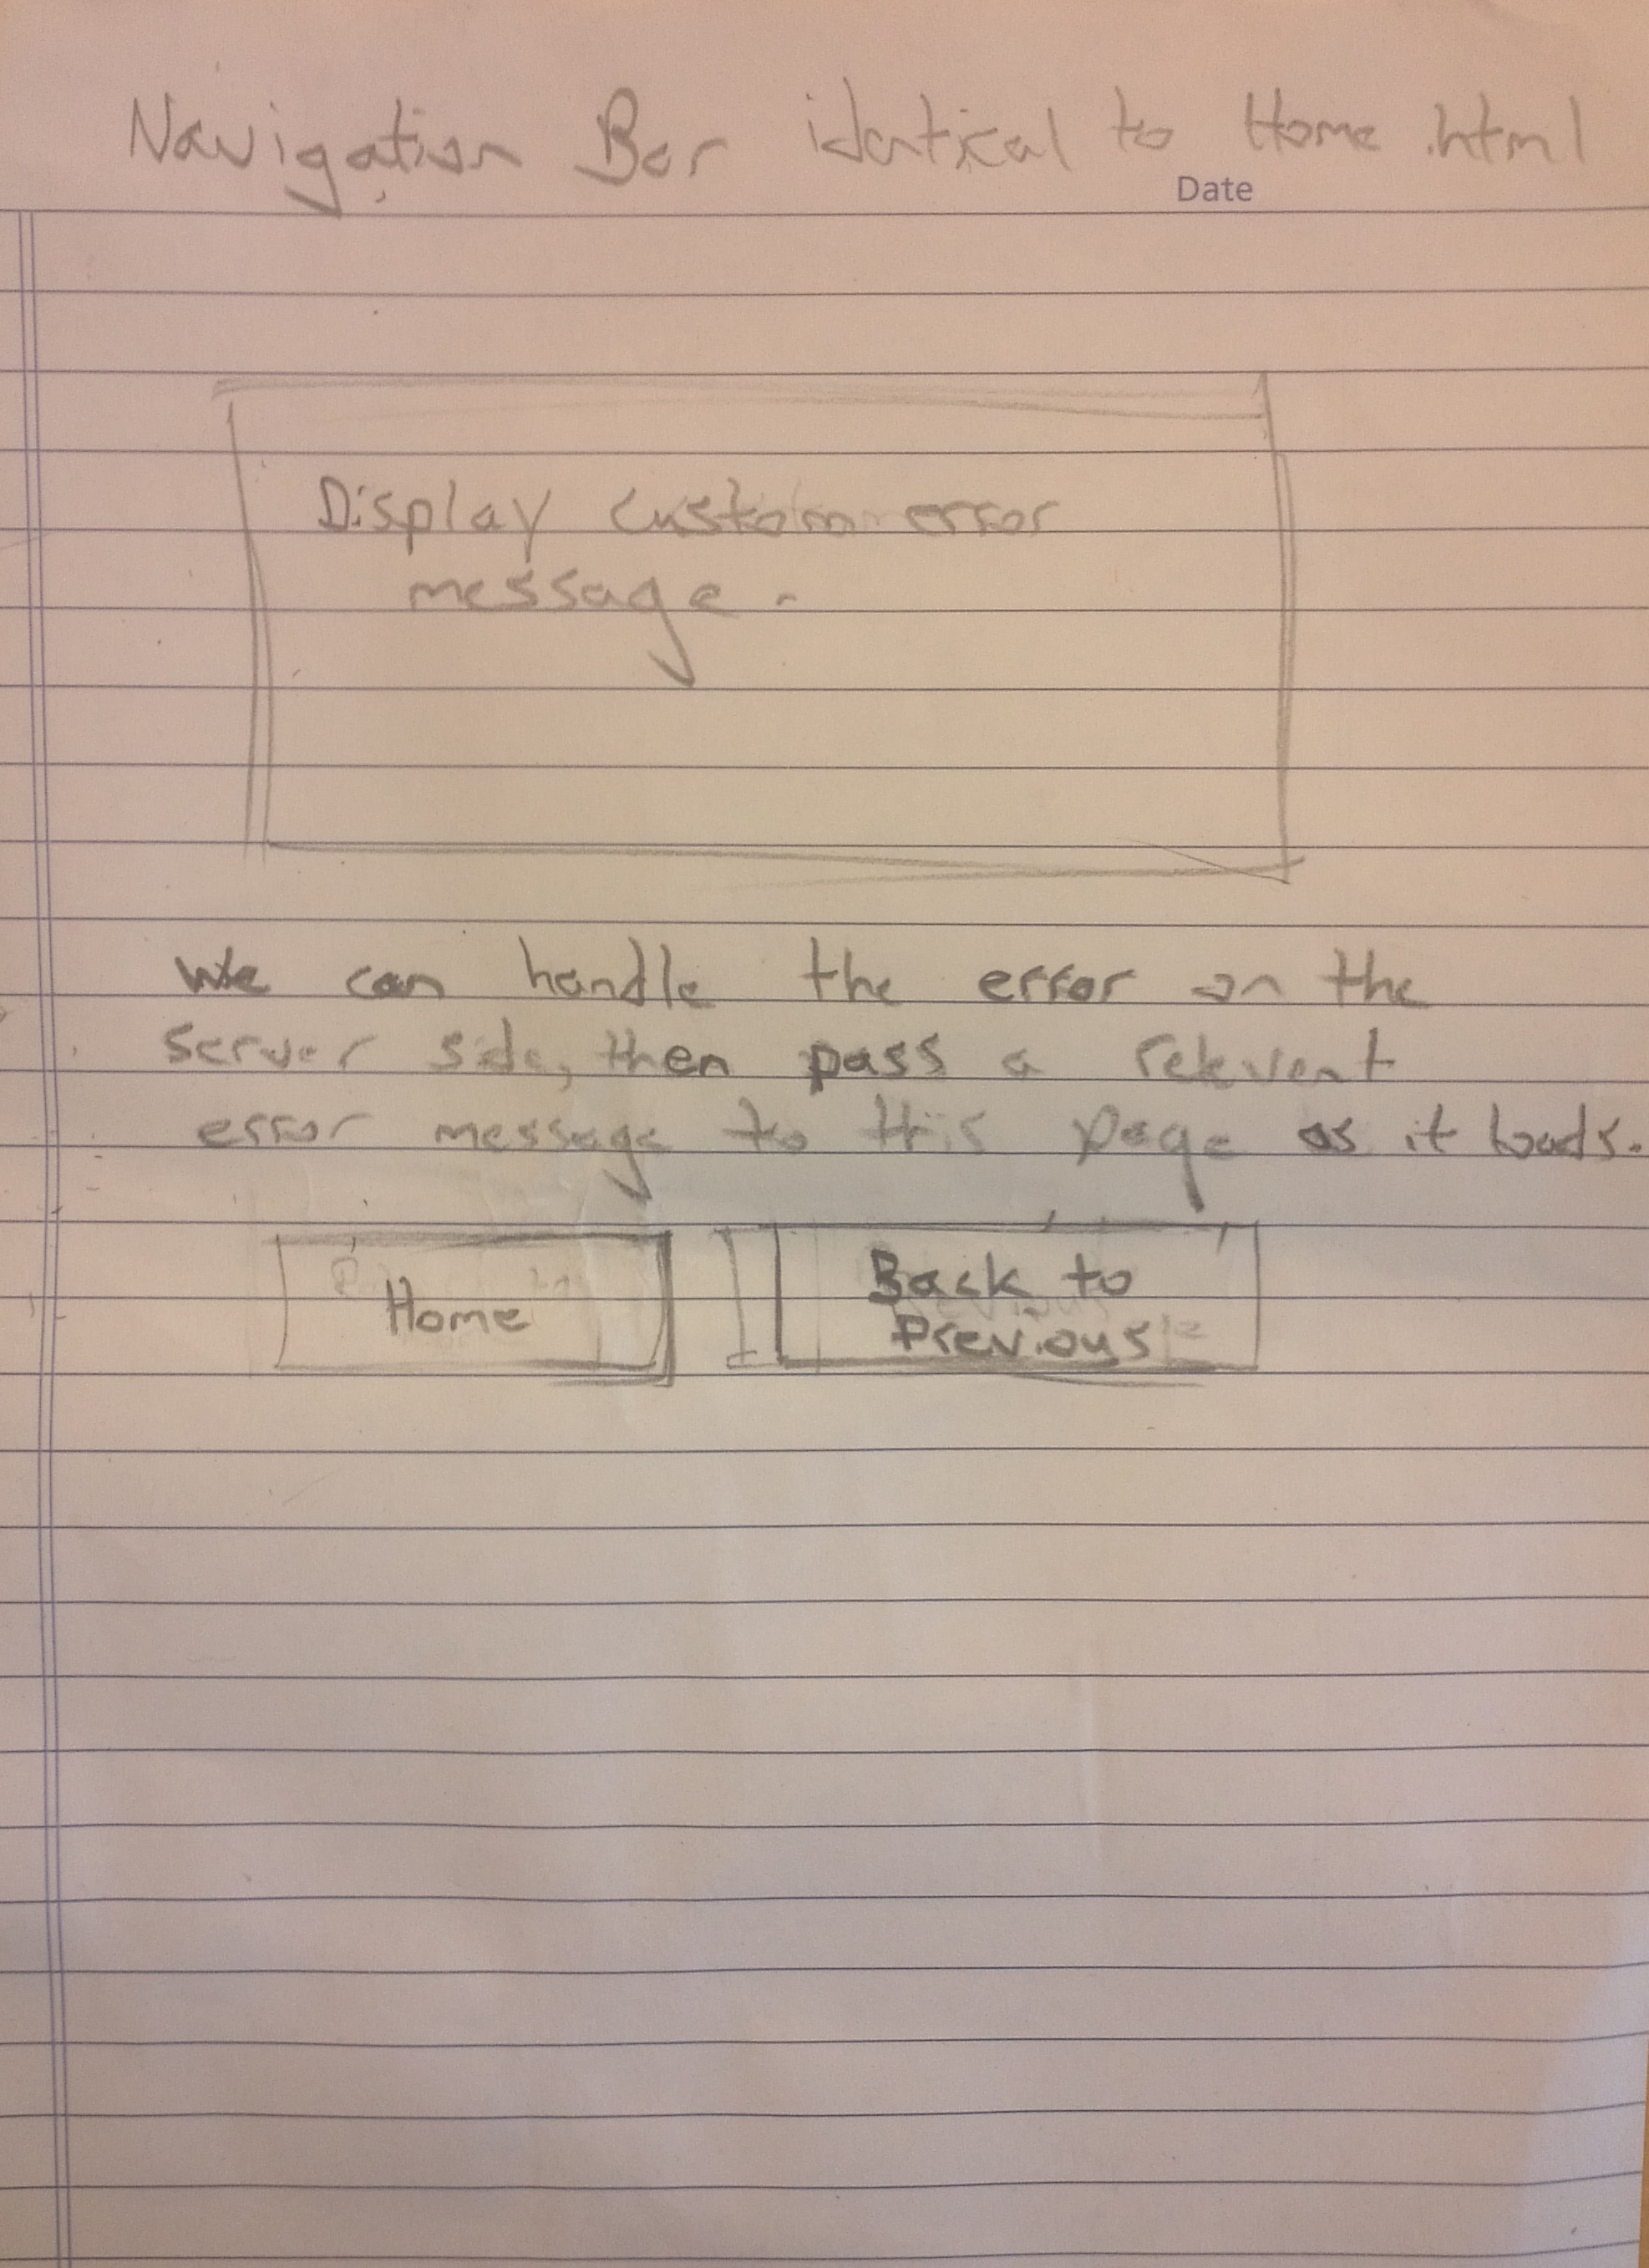 Navigation Bar identical to Home.html
Date
Display custom error
message.
We can handle the error on the
server side, then pass a relevent
error message to this page as it loads.
Home
Back to
Previous